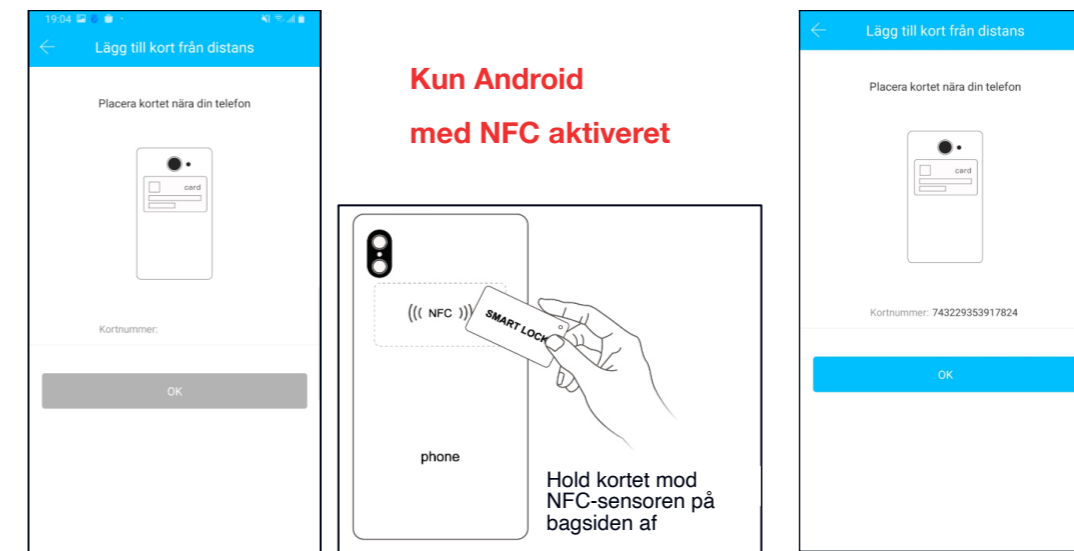 19:04
Lägg till kort från distans
Placera kortet nära din telefon
card
Kortnummer:
OK
Kun Android
med NFC aktiveret
((( NFC )))
SMART LOCK
phone
Hold kortet mod
NFC-sensoren på
bagsiden af
Lägg till kort från distans
Placera kortet nära din telefon
card
Kortnummer: 743229353917824
OK